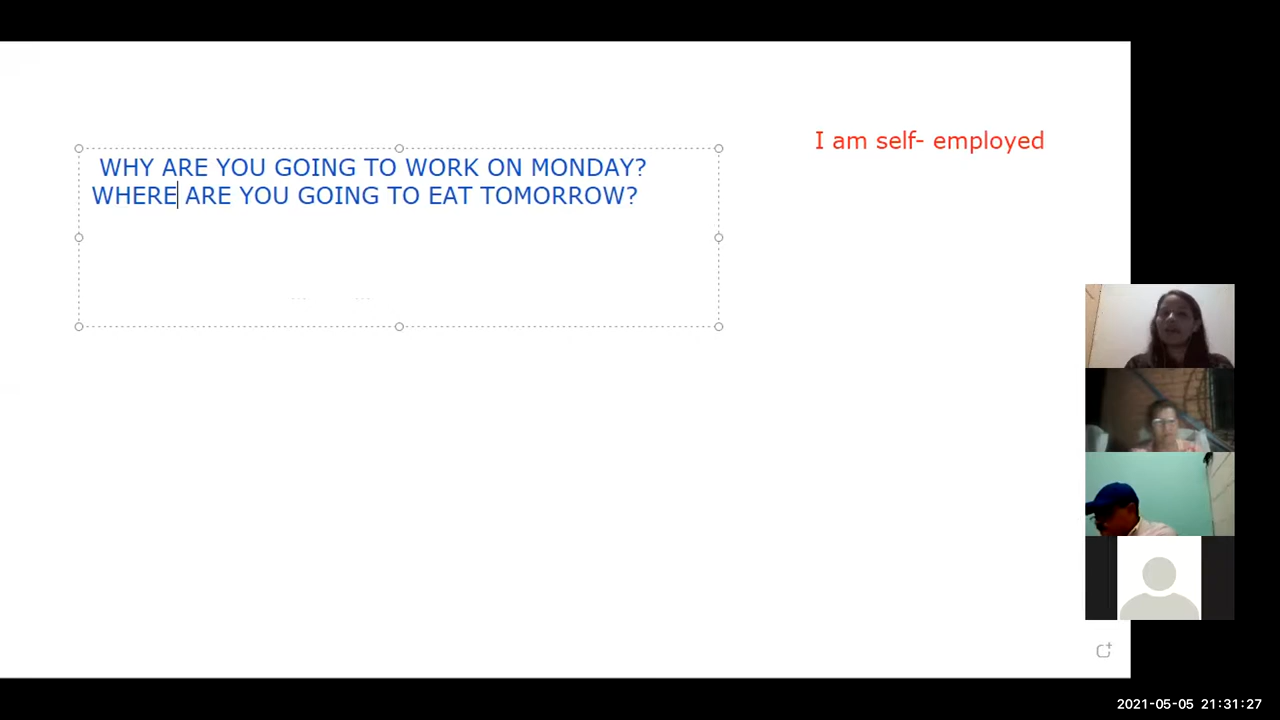 WHY ARE YOU GOING TO WORK ON MONDAY?
WHERE ARE YOU GOING TO EAT TOMORROW?
I am self- employed
2021-05-05 21:31:27